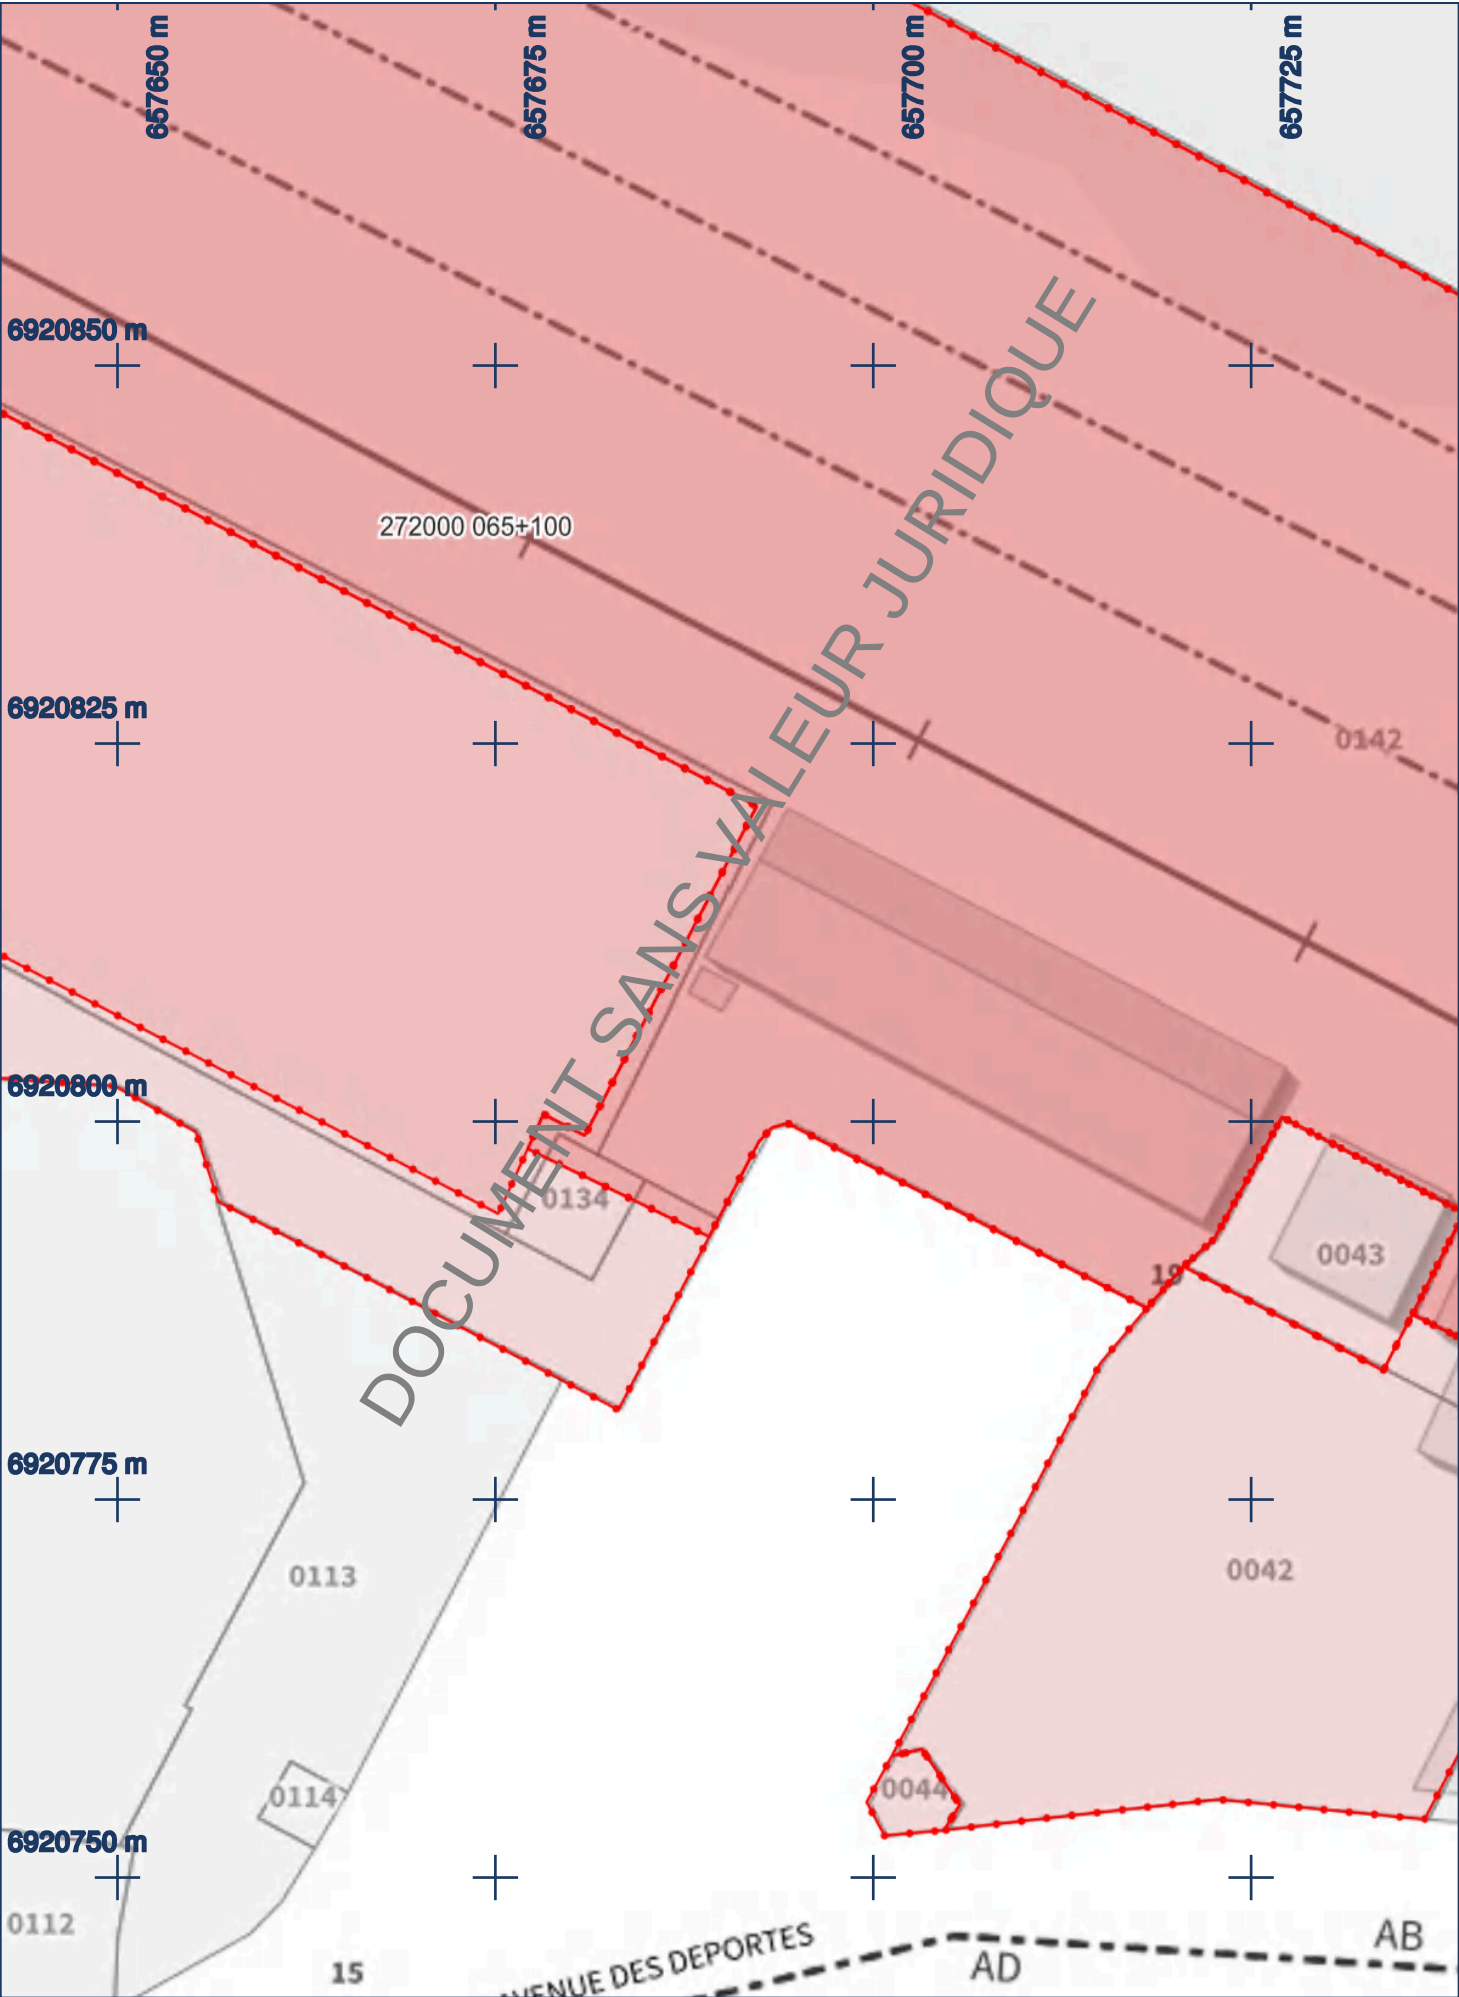 657650 m
657675 m
657700 m
657725 m
6920850 m
272000 065+100
6920825 m
0142
DOCUMENT SANS VALEUR JURIDIQUE
6920800 m
0134
19
0043
6920775 m
0113
0042
0114
0044
6920750 m
0112
15
AVENUE DES DEPORTES
AD
AB